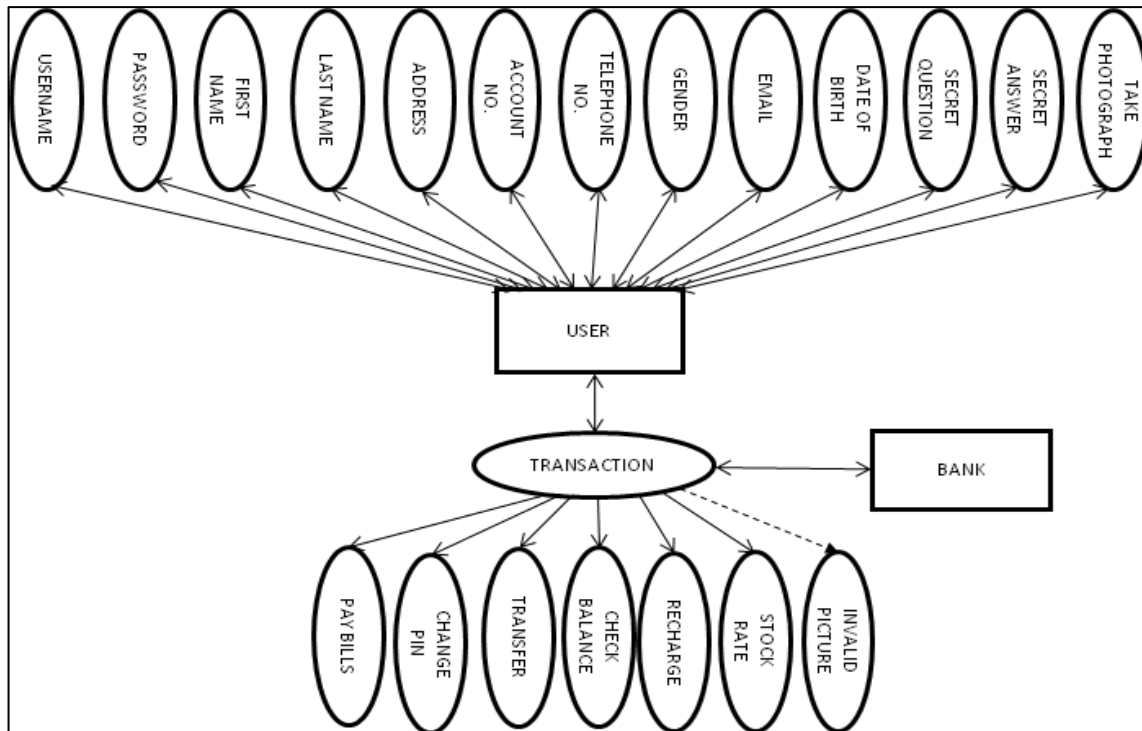 USERNAME
PASSWORD
FIRST
NAME
LAST NAME
ADDRESS
ACCOUNT
NO.
TELEPHONE
NO.
GENDER
EMAIL
DATE OF
BIRTH
SECRET
QUESTION
SECRET
ANSWER
TAKE
PHOTOGRAPH
USER
TRANSACTION
BANK
PAY BILLS
CHANGE
PIN
TRANSFER
CHECK
BALANCE
RECHARGE
STOCK
RATE
INVALID
PICTURE